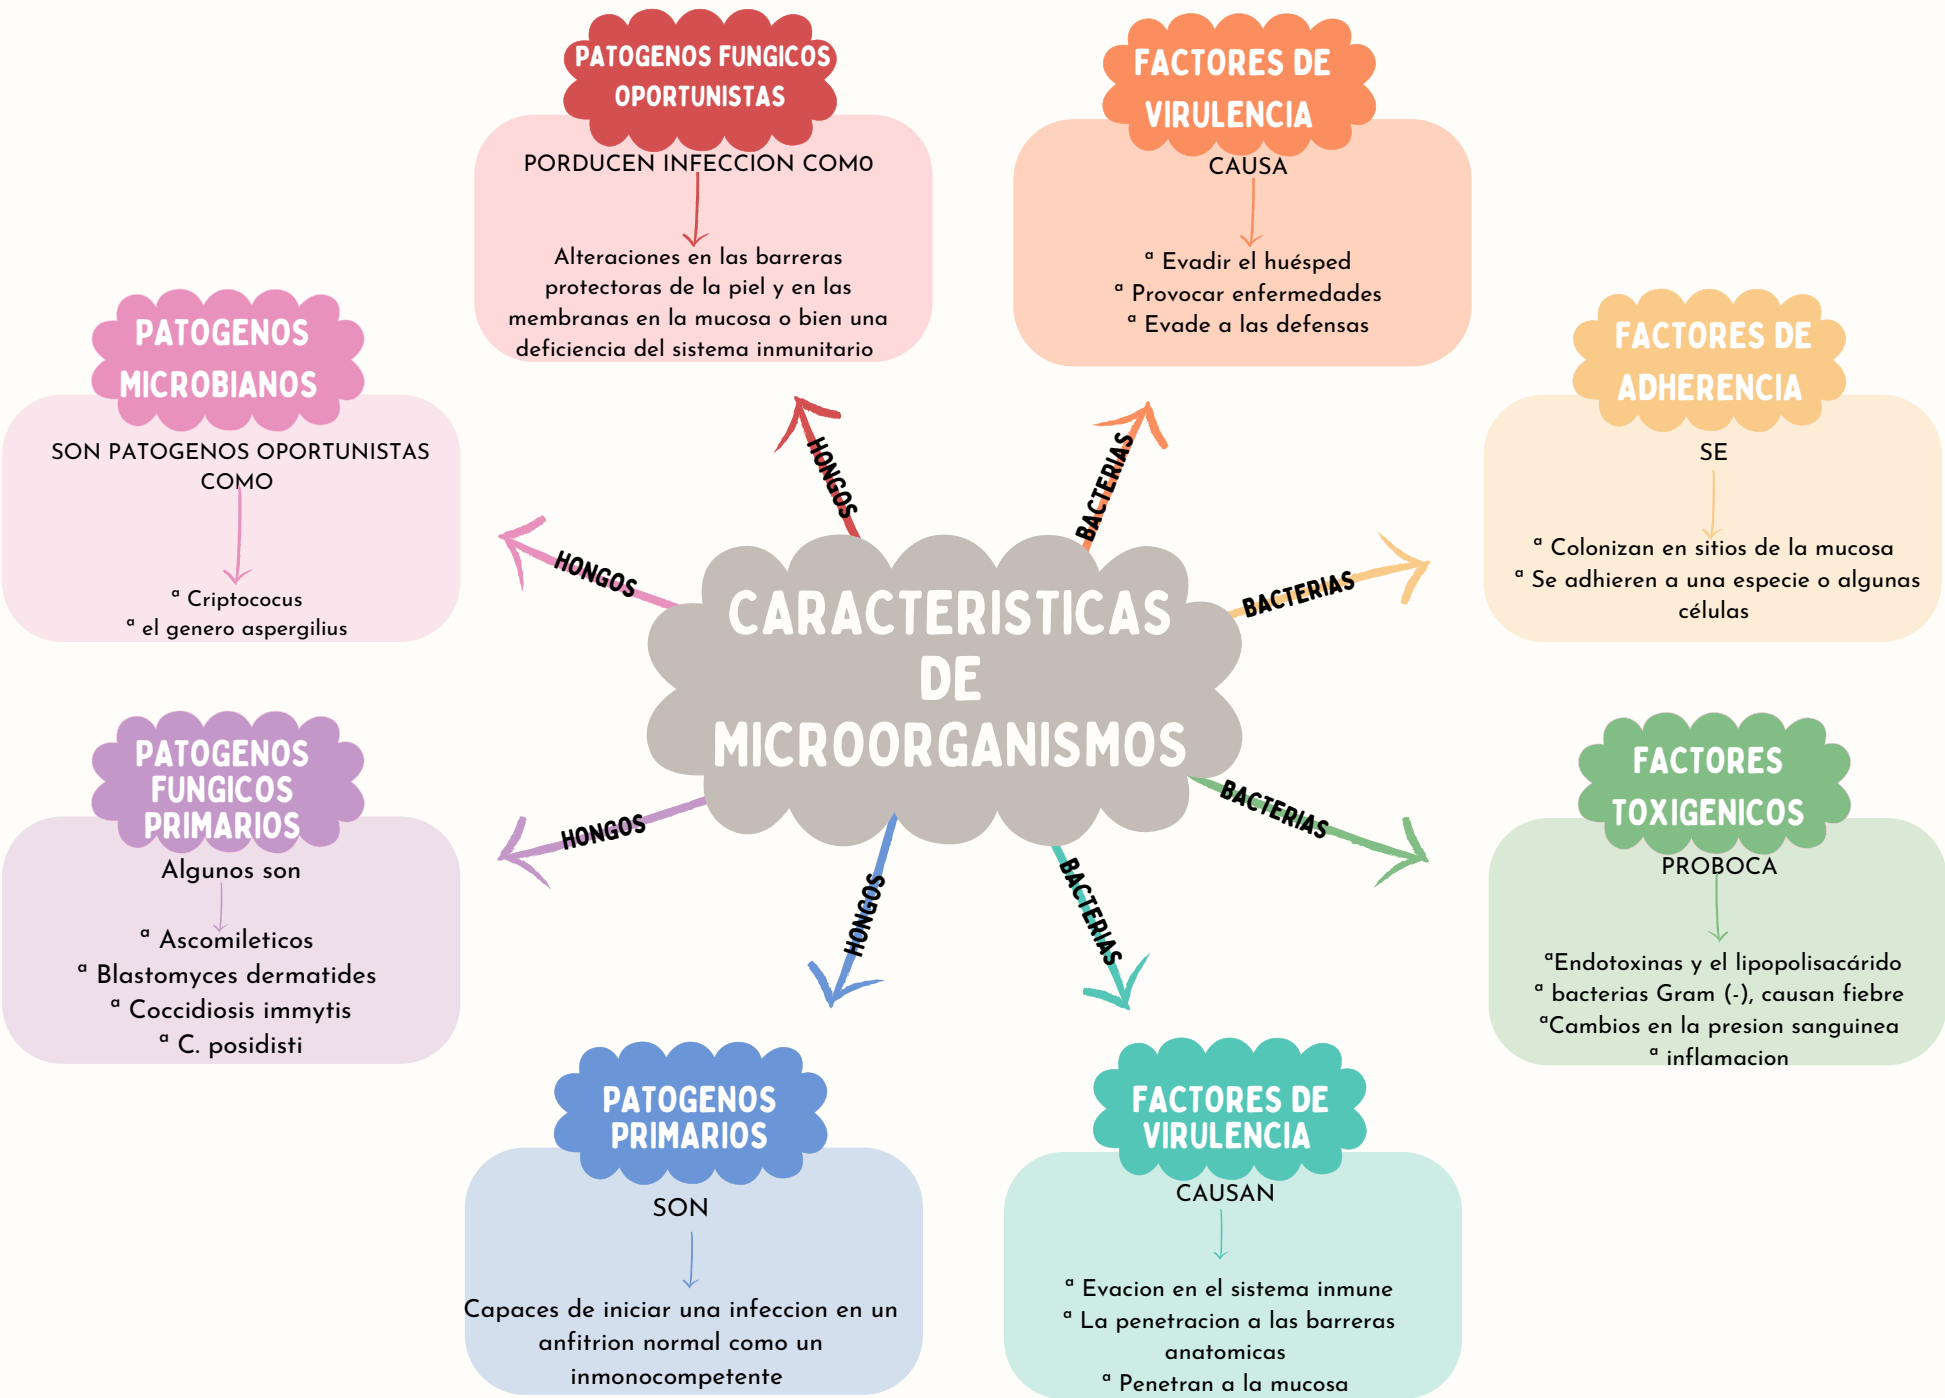 PATOGENOS FUNGICOS
OPORTUNISTAS
PORDUCEN INFECCION COM0
Alteraciones en las barreras
protectoras de la piel y en las
membranas en la mucosa o bien una
deficiencia del sistema inmunitario
FACTORES DE
VIRULENCIA
CAUSA
ª Evadir el huésped
ª Provocar enfermedades
ª Evade a las defensas
PATOGENOS
MICROBIANOS
SON PATOGENOS OPORTUNISTAS
COMO
ª Criptococus
ª el genero aspergilius
FACTORES DE
ADHERENCIA
SE
ª Colonizan en sitios de la mucosa
ª Se adhieren a una especie o algunas
células
HONGOS
BACTERIAS
HONGOS
BACTERIAS
CARACTERISTICAS
DE
MICROORGANISMOS
HONGOS
BACTERIAS
HONGOS
BACTERIAS
PATOGENOS
FUNGICOS
PRIMARIOS
Algunos son
ª Ascomileticos
ª Blastomyces dermatides
ª Coccidiosis immytis
ª C. posidisti
FACTORES
TOXIGENICOS
PROBOCA
ªEndotoxinas y el lipopolisacárido
ª bacterias Gram (-), causan fiebre
ªCambios en la presion sanguinea
ª inflamacion
PATOGENOS
PRIMARIOS
SON
Capaces de iniciar una infeccion en un
anfitrion normal como un
inmonocompetente
FACTORES DE
VIRULENCIA
CAUSAN
ª Evacion en el sistema inmune
ª La penetracion a las barreras
anatomicas
ª Penetran a la mucosa